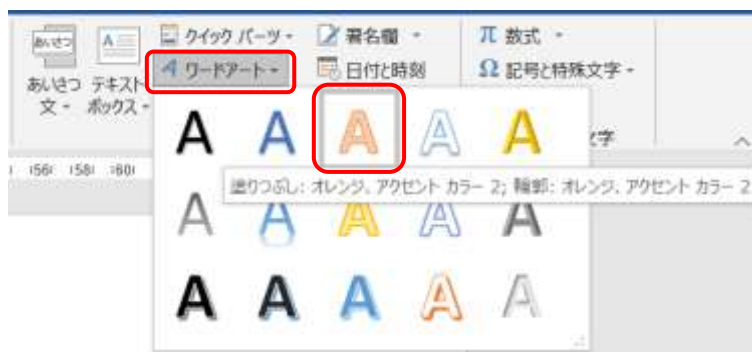 あいさつ
文
テキスト
ボックス
クイック パーツ
署名欄
数式
ワードアート
日付と時刻
Ω 記号と特殊文字
A A A A A
文字
156 158 160
塗りつぶし: オレンジ、アクセント カラー 2; 輪郭: オレンジ、アクセント カラー 2
A A A A A
A A A A A